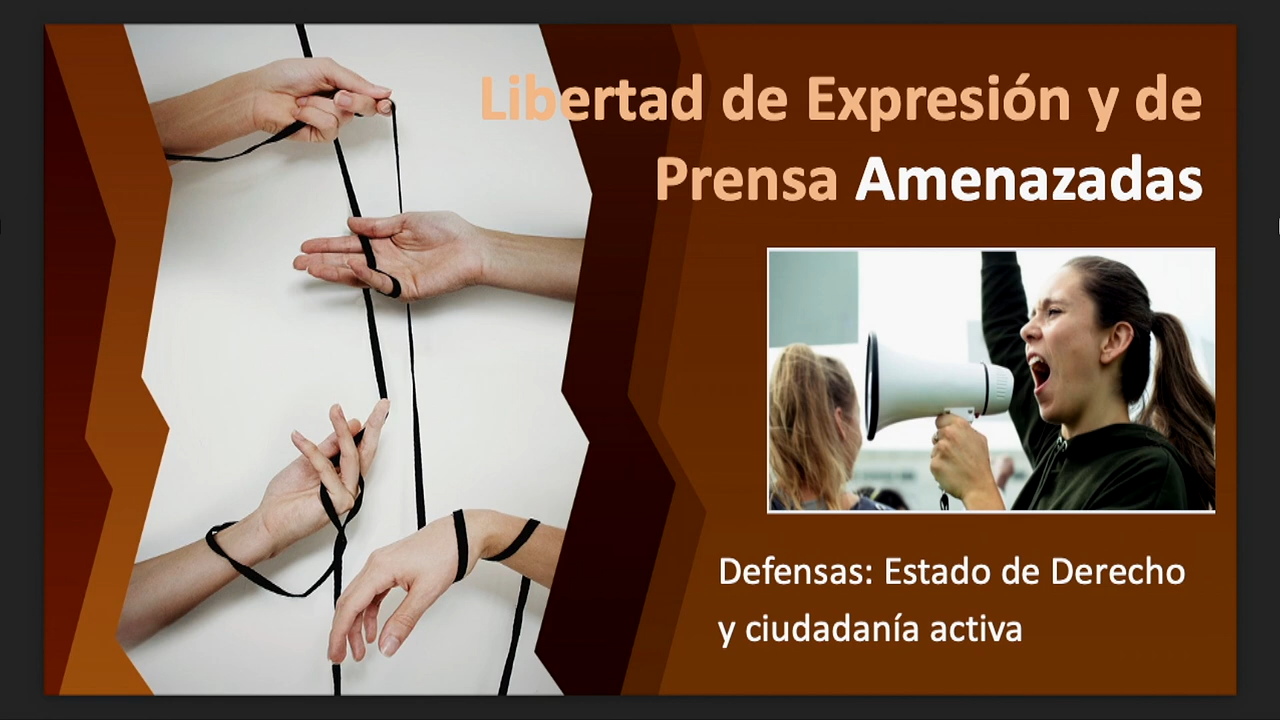 Libertad de Expresión y de
Prensa Amenazadas
Defensas: Estado de Derecho
y ciudadanía activa